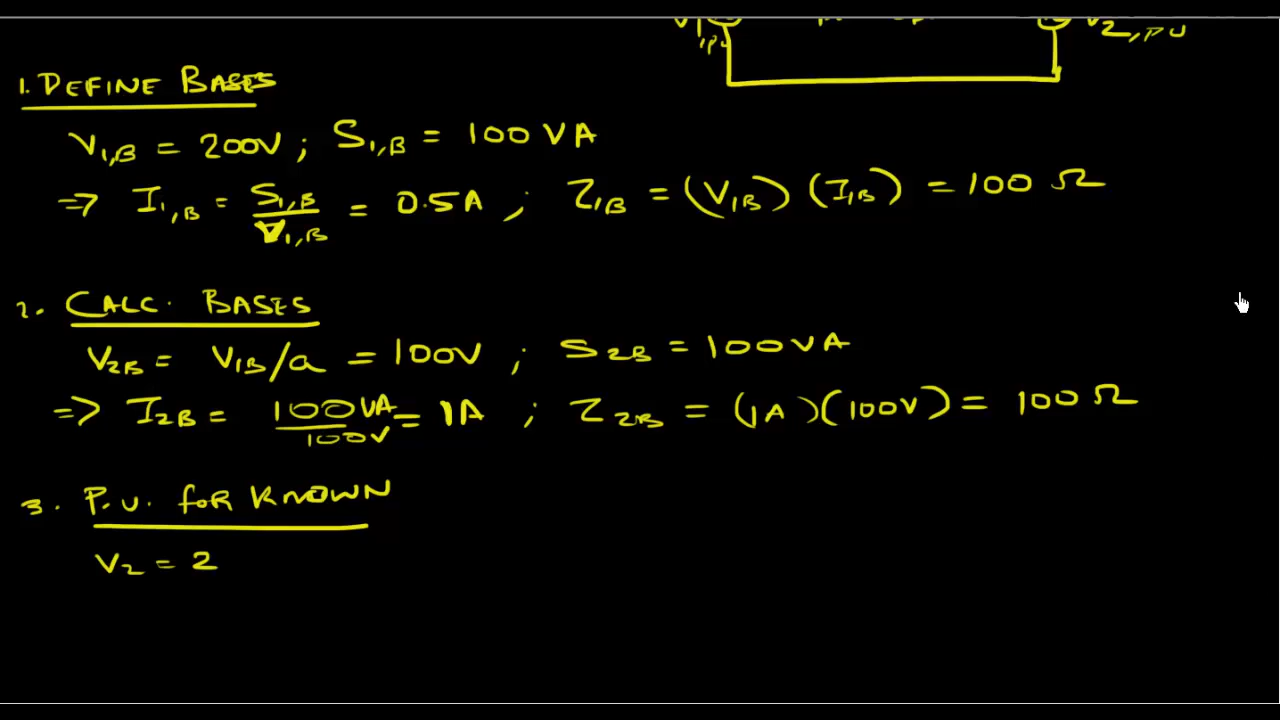 V1,pu V2,pu
1. DEFINE BASES
V1,B = 200V ; S1,B = 100 VA
=> I1,B = S1,B / V1,B = 0.5A ; Z1B = (V1B) (I1B) = 100 Ω
2. CALC. BASES
V2B = V1B/a = 100V ; S2B = 100VA
=> I2B = 100VA / 100V = 1A ; Z2B = (1A)(100V) = 100 Ω
3. P.U. for KNOWN
V2 = 2